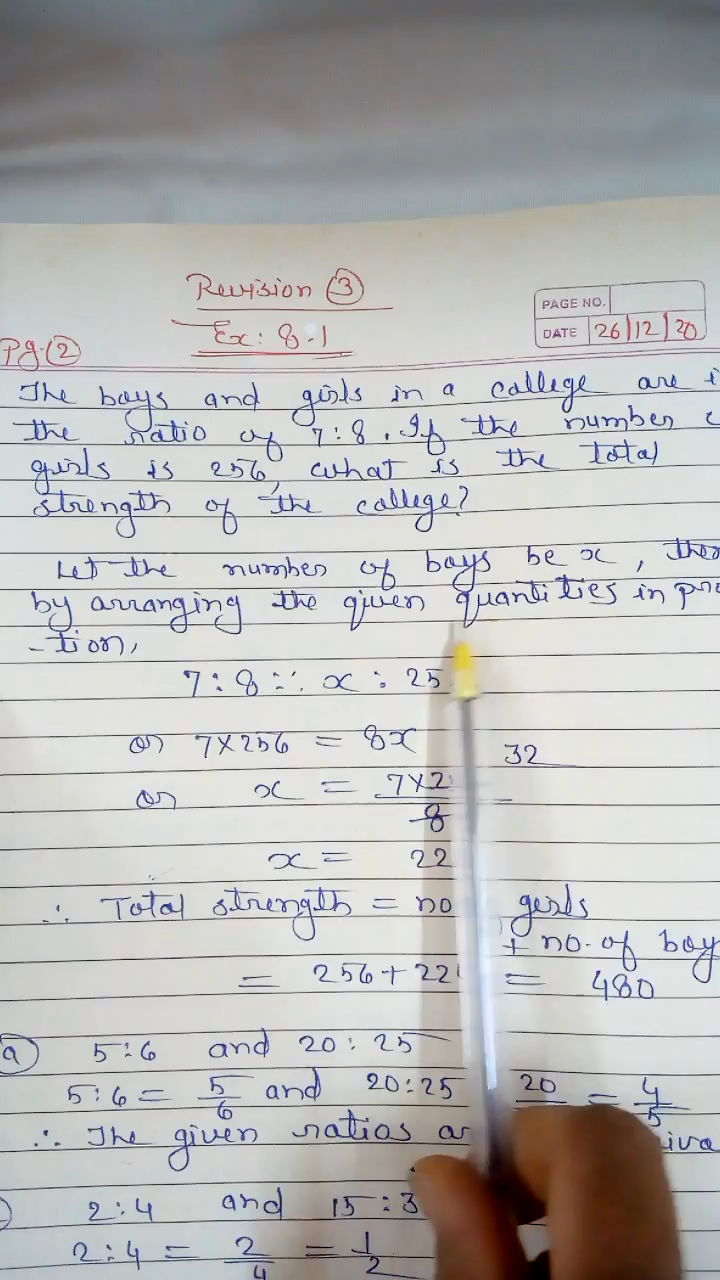 Revision ③
PAGE NO.
Ex: 8.1
DATE 26/12/20
Pg.②
The boys and girls in a college are
the ratio of 7:8. If the number
girls is 256, what is the total
strength of the college?
Let the number of boys be x,
by arranging the given quantities in
-tion,
7:8 :: x : 25
or 7×256 = 8x
32
or x = 7×2
8
x = 22
∴ Total strength = no girls
+ no. of boy
= 256+22 = 480
a 5:6 and 20:25
5:6 = 5/6 and 20:25 20 = 4/5
∴ The given ratios
2:4 and 15:3
2:4 = 2/4 = 1/2